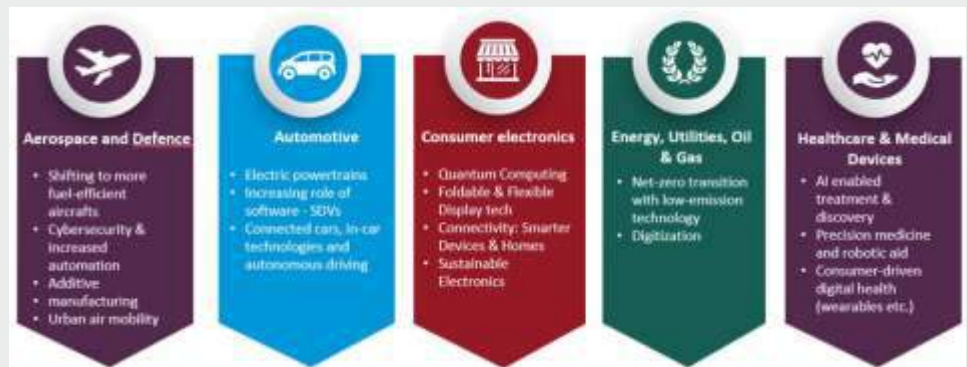 Aerospace and Defence
• Shifting to more
fuel-efficient
aircrafts
• Cybersecurity &
increased
automation
• Additive
• manufacturing
• Urban air mobility
Automotive
• Electric powertrains
• Increasing role of
software - SDVs
• Connected cars, in-car
technologies and
autonomous driving
Consumer electronics
• Quantum Computing
• Foldable & Flexible
Display tech
• Connectivity: Smarter
Devices & Homes
• Sustainable
Electronics
Energy, Utilities, Oil
& Gas
• Net-zero transition
with low-emission
technology
• Digitization
Healthcare & Medical
Devices
• AI enabled
treatment &
discovery
• Precision medicine
and robotic aid
• Consumer-driven
digital health
(wearables etc.)